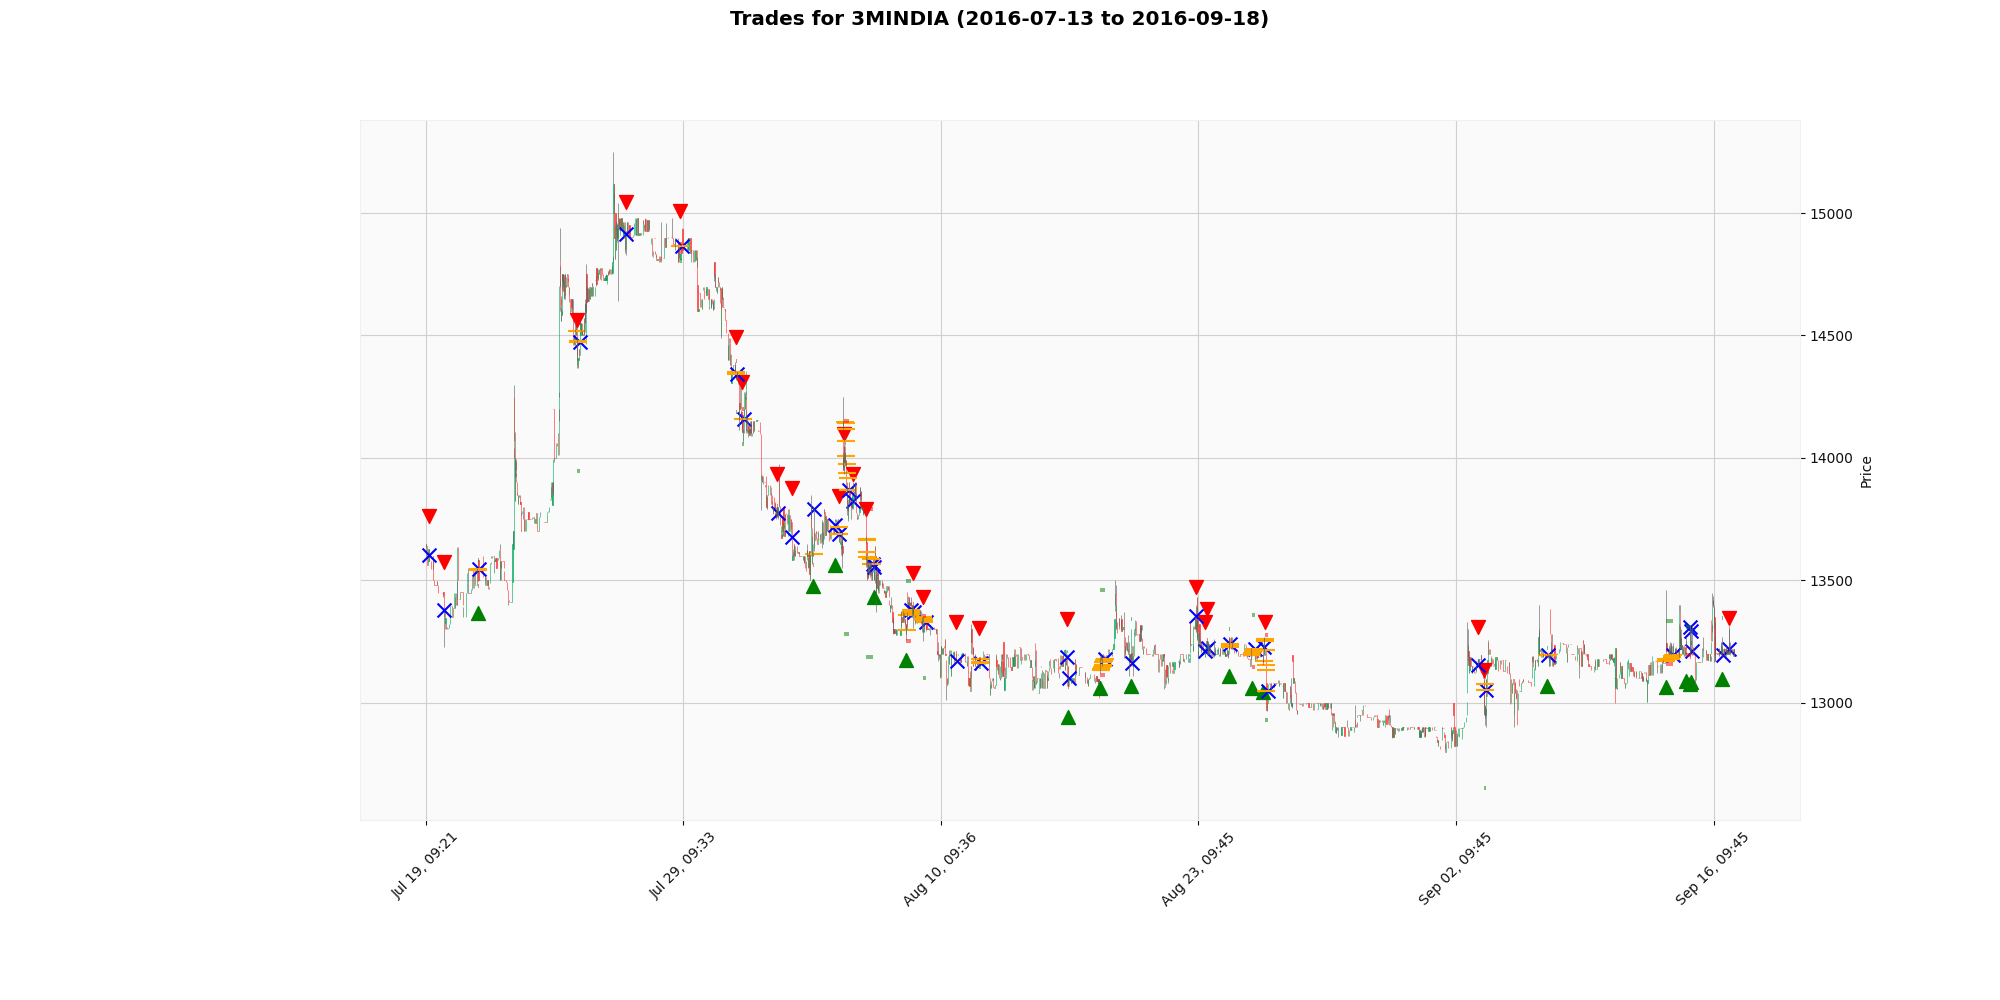 Trades for 3MINDIA (2016-07-13 to 2016-09-18)
15000
14500
14000
13500
13000
Price
Jul 19, 09:21
Jul 29, 09:33
Aug 10, 09:36
Aug 23, 09:45
Sep 02, 09:45
Sep 16, 09:45